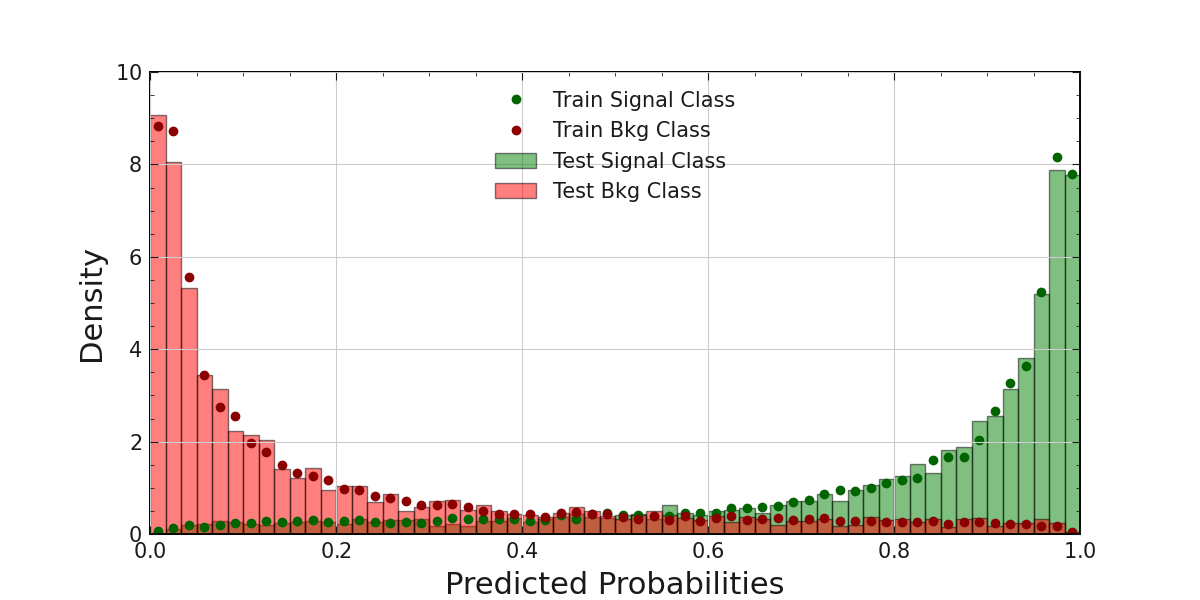 10
8
6
4
2
0
Density
Train Signal Class
Train Bkg Class
Test Signal Class
Test Bkg Class
0.0 0.2 0.4 0.6 0.8 1.0
Predicted Probabilities